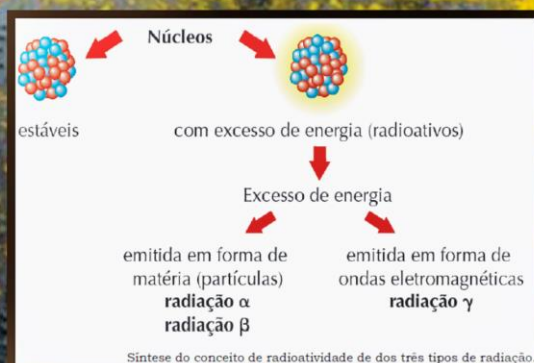 Núcleos
estáveis
com excesso de energia (radioativos)
Excesso de energia
emitida em forma de
matéria (partículas)
radiação α
radiação β
emitida em forma de
ondas eletromagnéticas
radiação γ
Síntese do conceito de radioatividade de dos três tipos de radiação.